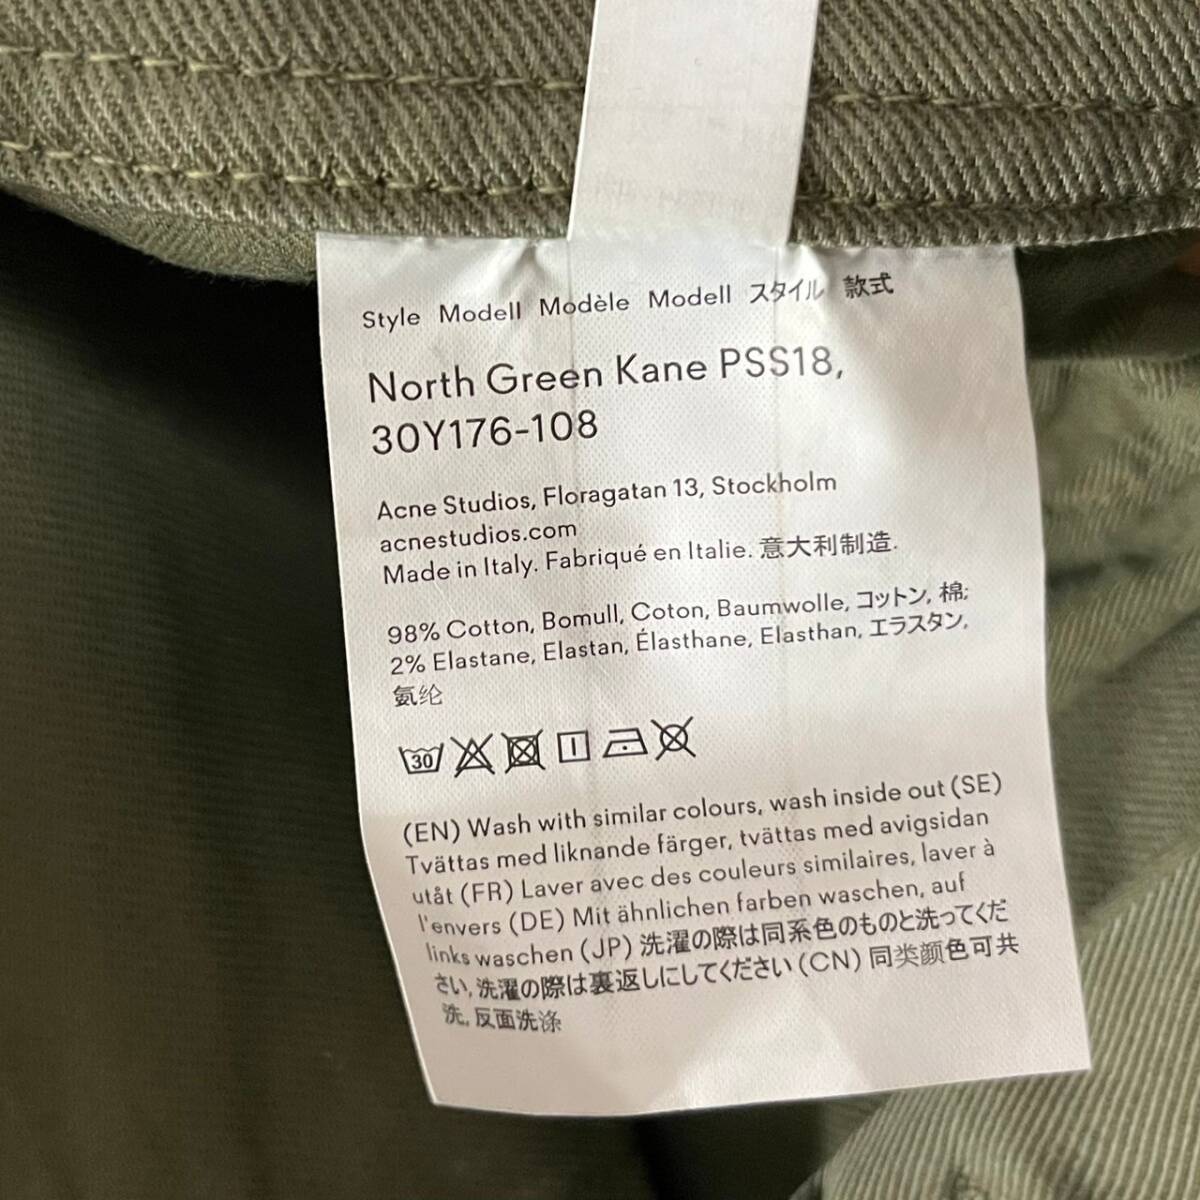 Style Modell Modèle Modell スタイル 款式
North Green Kane PSS18,
30Y176-108
Acne Studios, Floragatan 13, Stockholm
acnestudios.com
Made in Italy. Fabriqué en Italie. 意大利制造.
98% Cotton, Bomull, Coton, Baumwolle, コットン, 棉;
2% Elastane, Elastan, Élasthane, Elasthan, エラスタン,
氨纶
30
(EN) Wash with similar colours, wash inside out (SE)
Tvättas med liknande färger, tvättas med avigsidan
utåt (FR) Laver avec des couleurs similaires, laver à
l'envers (DE) Mit ähnlichen farben waschen, auf
links waschen (JP) 洗濯の際は同系色のものと洗ってくだ
さい, 洗濯の際は裏返しにしてください (CN) 同类颜色可共
洗, 反面洗涤